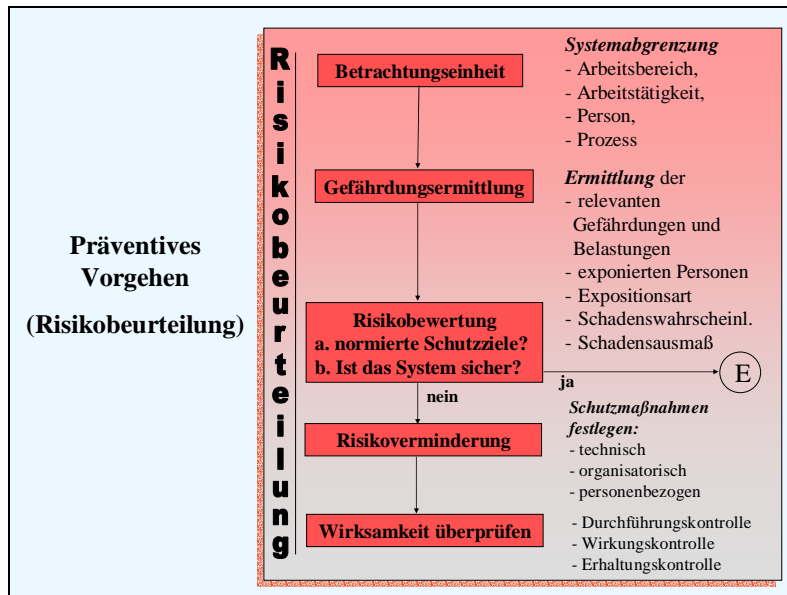 Präventives
Vorgehen
(Risikobeurteilung)
Risikobeurteilung
Betrachtungseinheit
Systemabgrenzung
- Arbeitsbereich,
- Arbeitstätigkeit,
- Person,
- Prozess
Gefährdungsermittlung
Ermittlung der
- relevanten
Gefährdungen und
Belastungen
- exponierten Personen
- Expositionsart
- Schadenswahrscheinl.
- Schadensausmaß
Risikobewertung
a. normierte Schutzziele?
b. Ist das System sicher?
ja
E
nein
Risikoverminderung
Schutzmaßnahmen
festlegen:
- technisch
- organisatorisch
- personenbezogen
Wirksamkeit überprüfen
- Durchführungskontrolle
- Wirkungskontrolle
- Erhaltungskontrolle